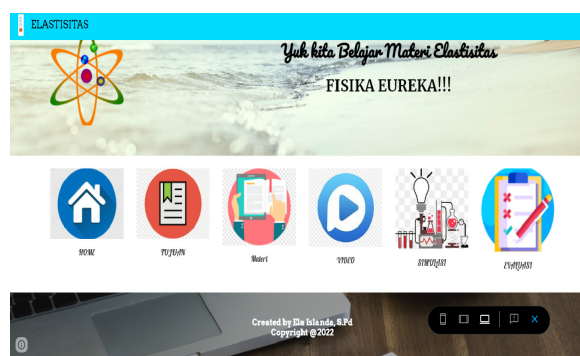 ELASTISITAS
Yuk kita Belajar Materi Elastisitas
FISIKA EUREKA!!!
HOME
TUJUAN
Materi
VIDEO
SIMULASI
EVALUASI
Created by Ela Islanda, S.Pd
Copyright @2022